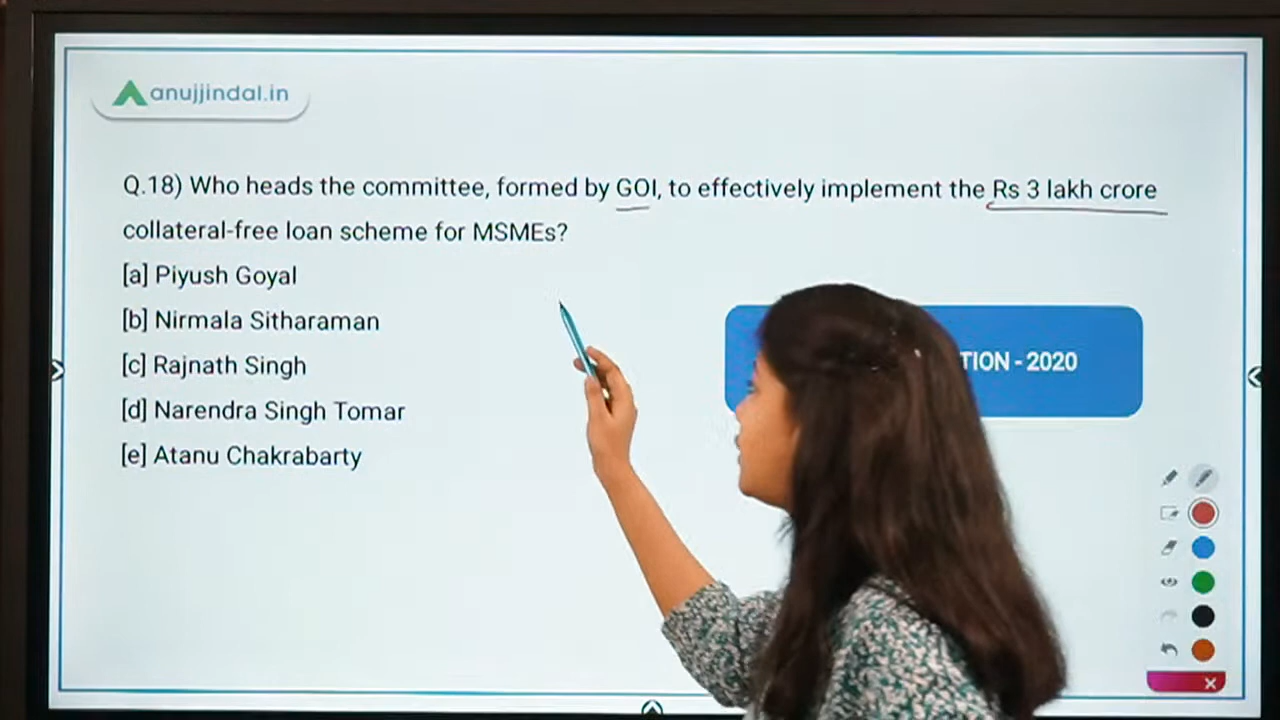 anujjindal.in
Q.18) Who heads the committee, formed by GOI, to effectively implement the Rs 3 lakh crore
collateral-free loan scheme for MSMEs?
[a] Piyush Goyal
[b] Nirmala Sitharaman
[c] Rajnath Singh
[d] Narendra Singh Tomar
[e] Atanu Chakrabarty
- 2020